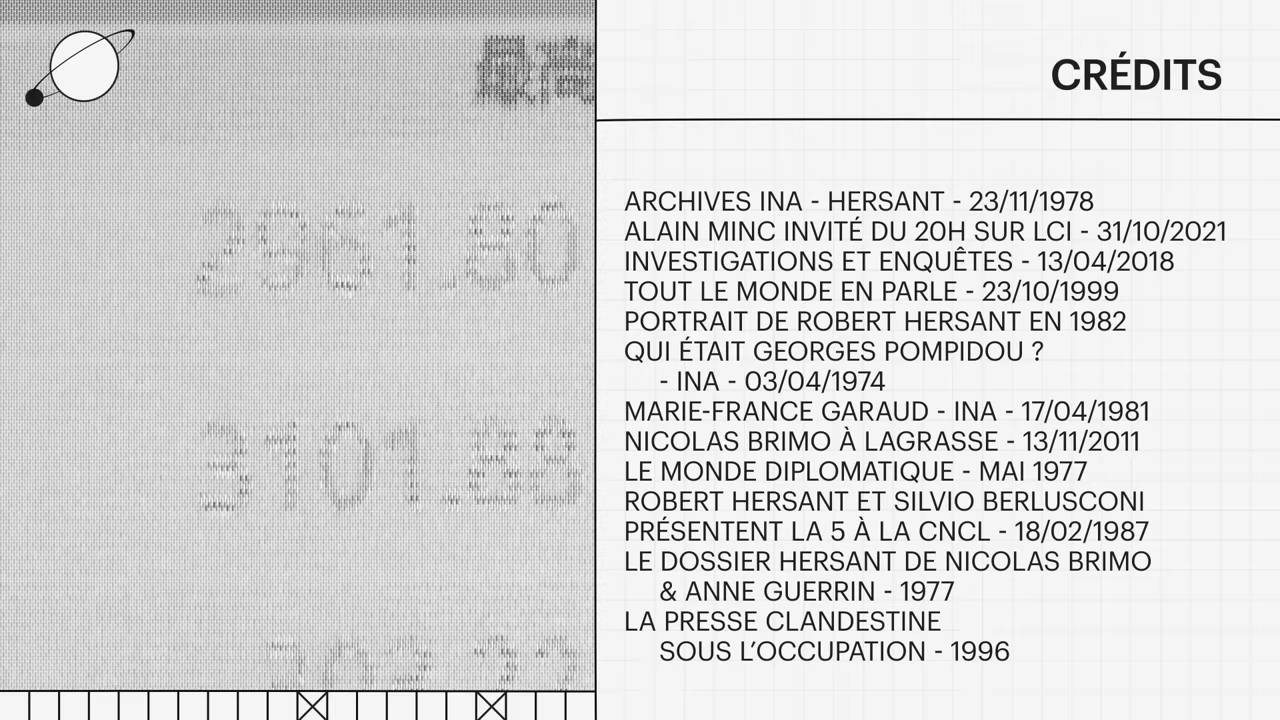 CRÉDITS
2961.80
3101.88
ARCHIVES INA - HERSANT - 23/11/1978
ALAIN MINC INVITÉ DU 20H SUR LCI - 31/10/2021
INVESTIGATIONS ET ENQUÊTES - 13/04/2018
TOUT LE MONDE EN PARLE - 23/10/1999
PORTRAIT DE ROBERT HERSANT EN 1982
QUI ÉTAIT GEORGES POMPIDOU ?
- INA - 03/04/1974
MARIE-FRANCE GARAUD - INA - 17/04/1981
NICOLAS BRIMO À LAGRASSE - 13/11/2011
LE MONDE DIPLOMATIQUE - MAI 1977
ROBERT HERSANT ET SILVIO BERLUSCONI
PRÉSENTENT LA 5 À LA CNCL - 18/02/1987
LE DOSSIER HERSANT DE NICOLAS BRIMO
& ANNE GUERRIN - 1977
LA PRESSE CLANDESTINE
SOUS L’OCCUPATION - 1996